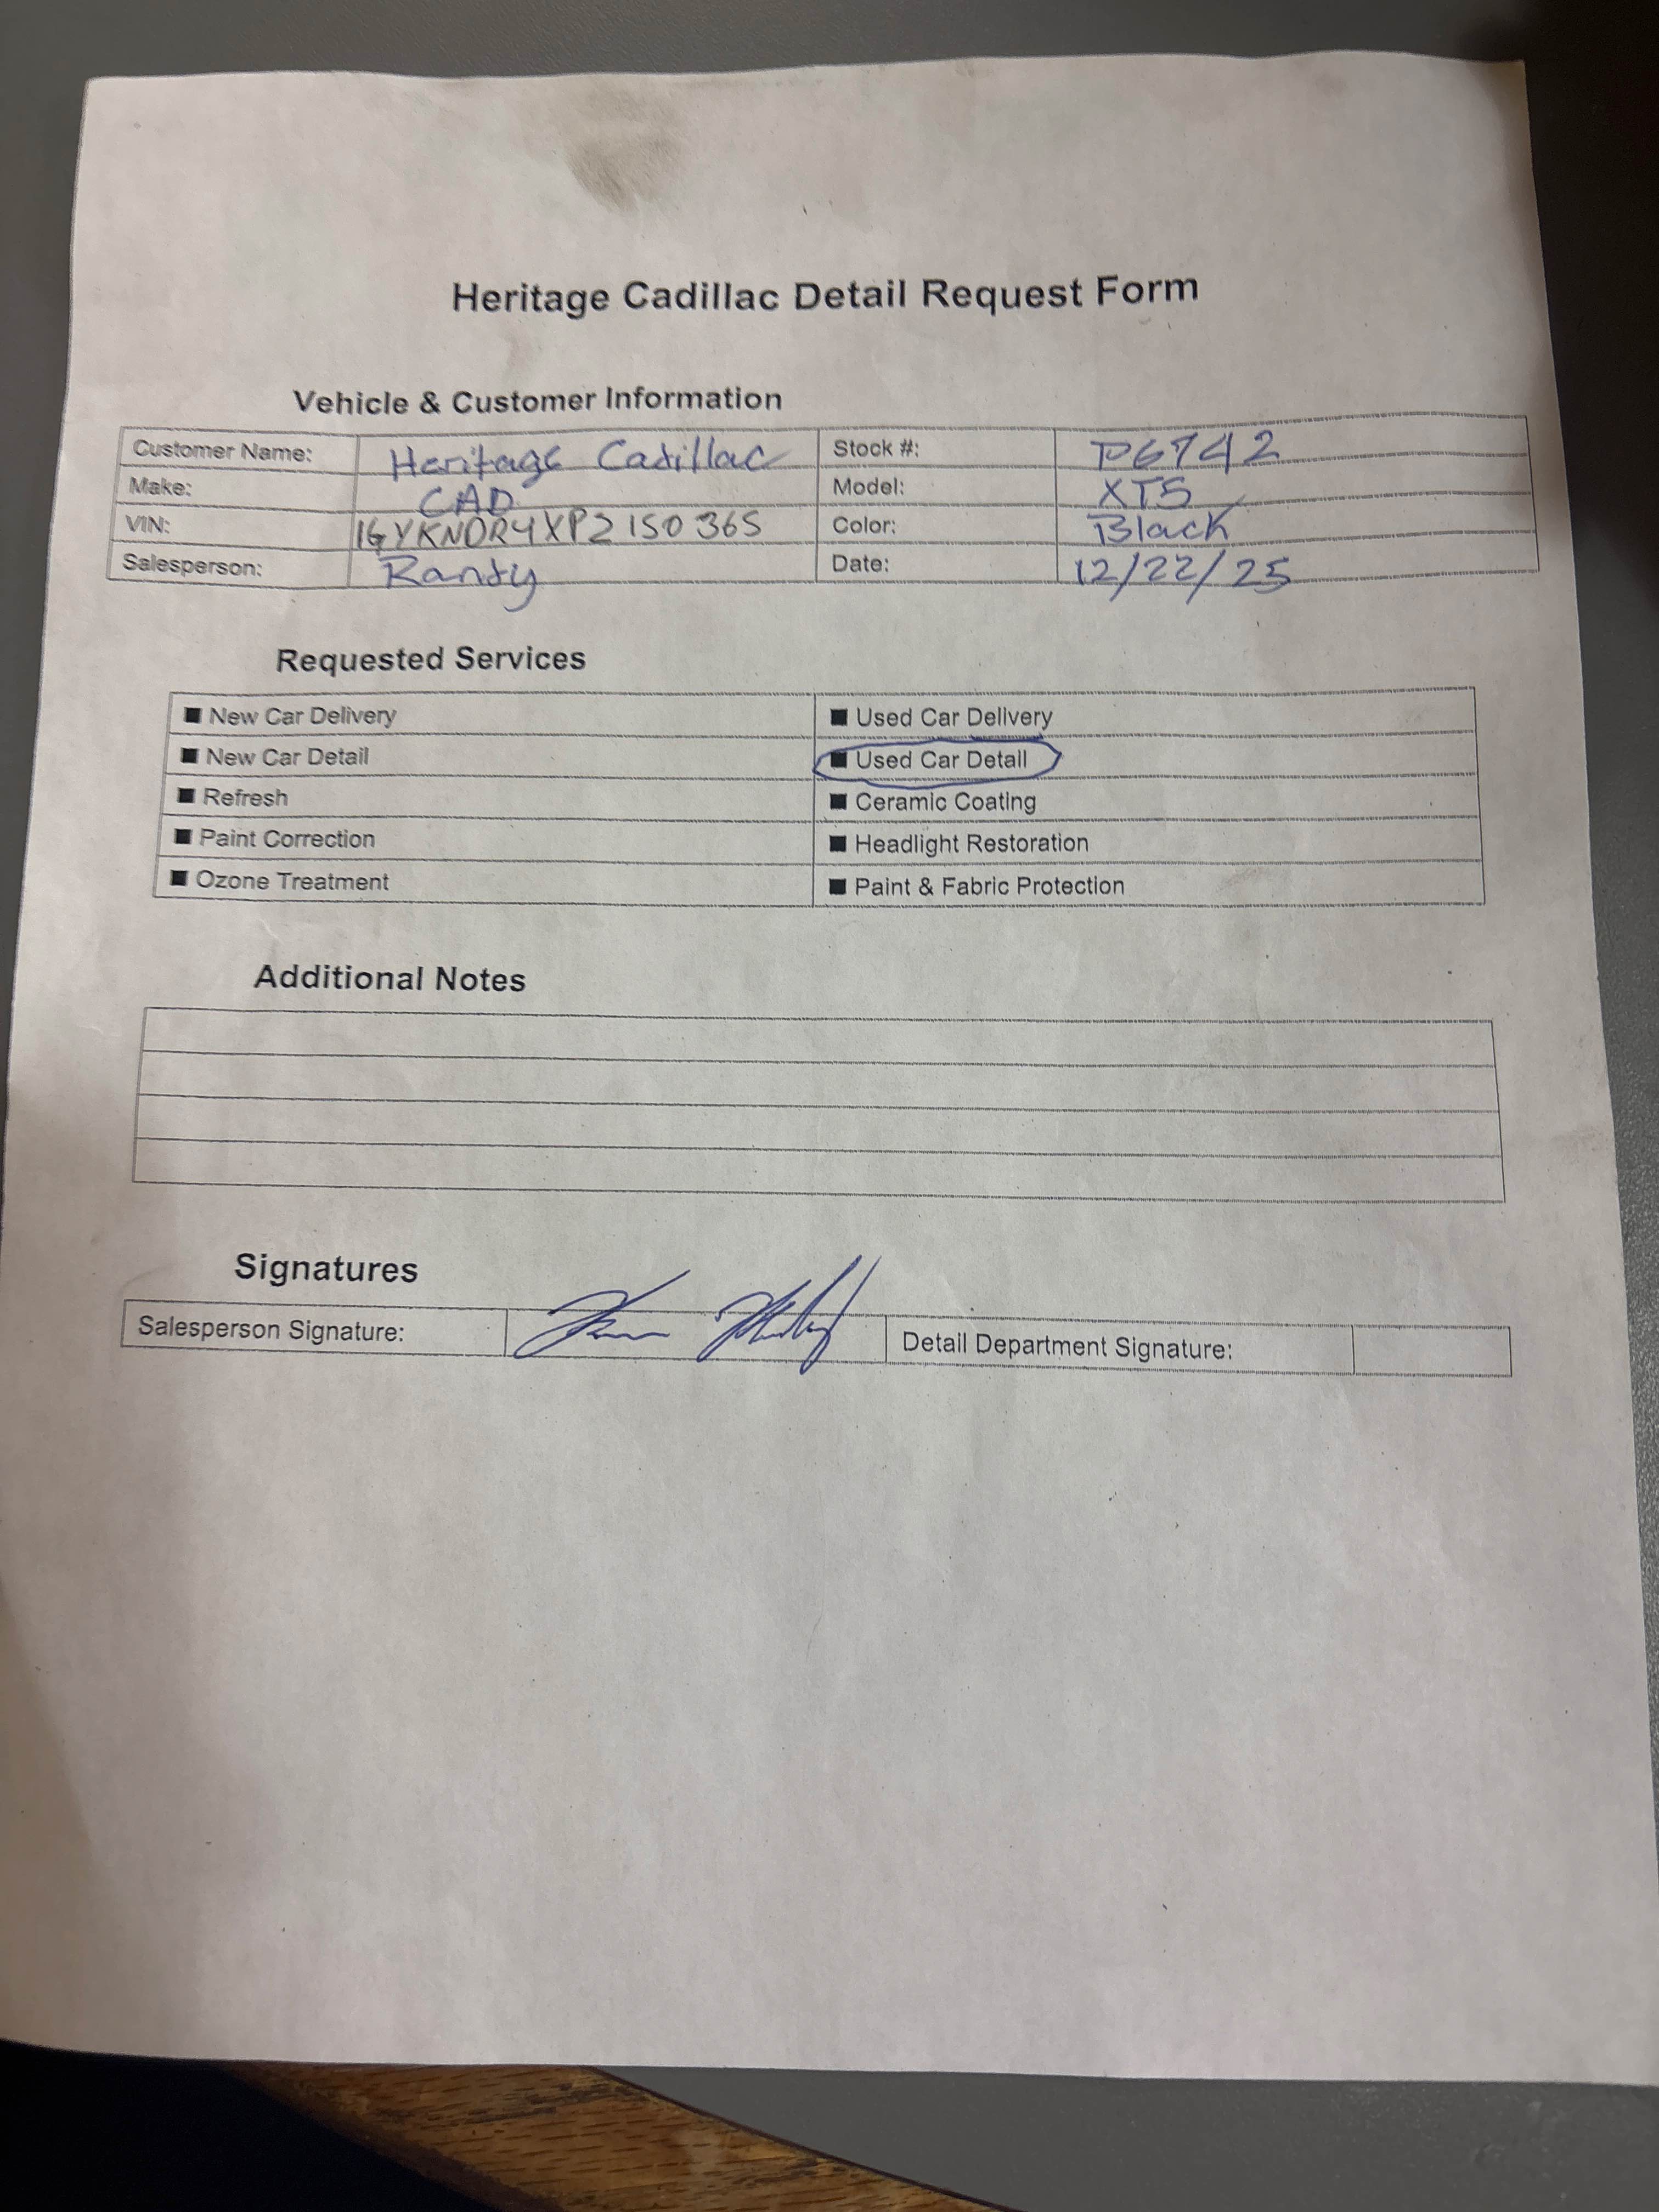 Heritage Cadillac Detail Request Form
Vehicle & Customer Information
Customer Name: Heritage Cadillac Stock #: P6742
Make: CAD Model: XT5
VIN: 1GYKNDR4XPZ150365 Color: Black
Salesperson: Randy Date: 12/22/25
Requested Services
■ New Car Delivery ■ Used Car Delivery
■ New Car Detail ■ Used Car Detail
■ Refresh ■ Ceramic Coating
■ Paint Correction ■ Headlight Restoration
■ Ozone Treatment ■ Paint & Fabric Protection
Additional Notes
Signatures
Salesperson Signature: Detail Department Signature: